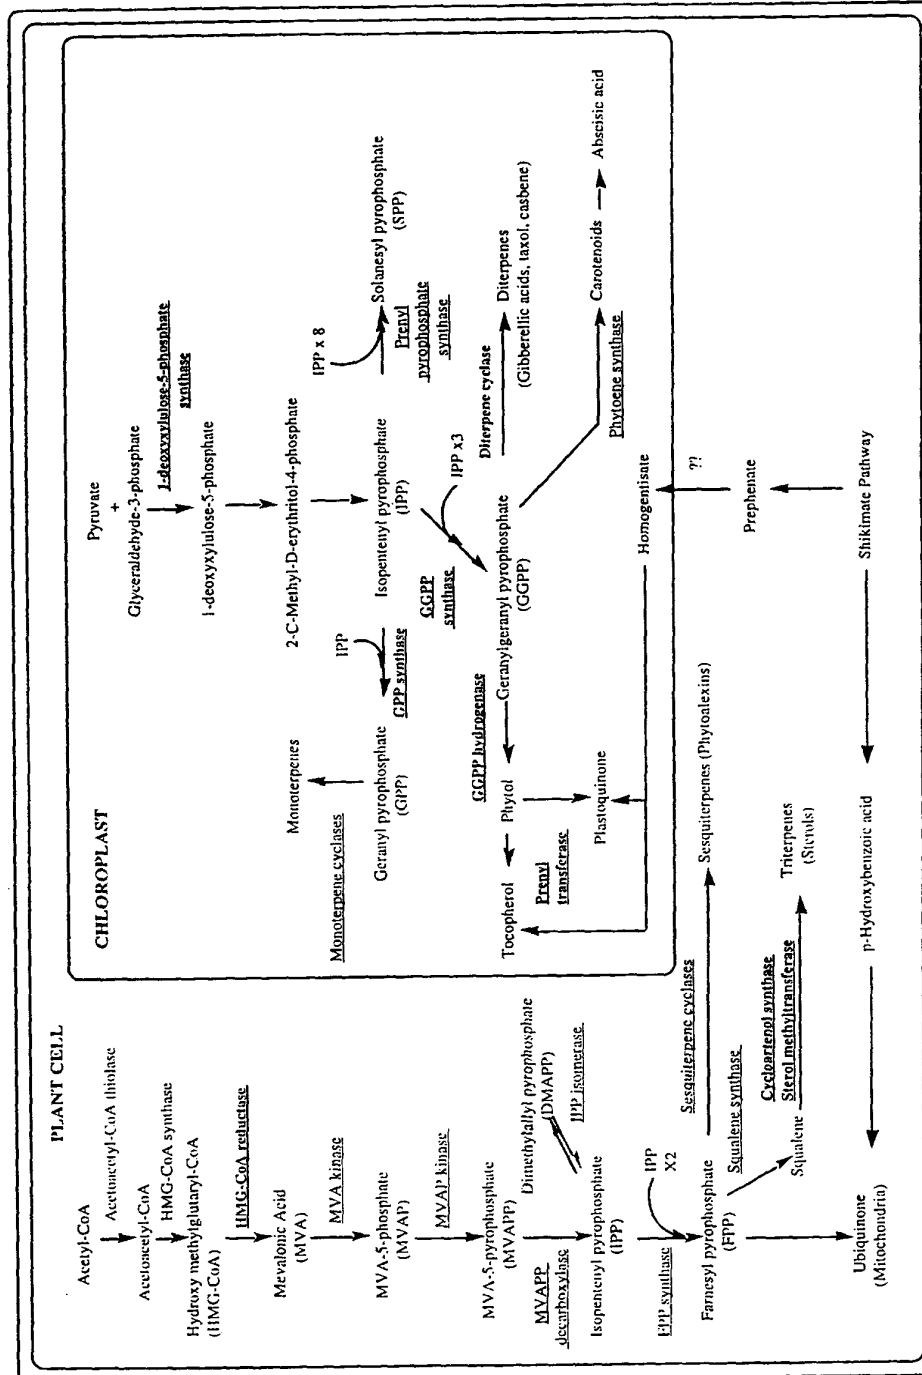 PLANT CELL
Acetyl-CoA
Acetoacetyl-CoA thiolase
Acetoacetyl-CoA
HMG-CoA synthase
Hydroxy methylglutaryl-CoA
(HMG-CoA)
HMG-CoA reductase
Mevalonic Acid
(MVA)
MVA kinase
MVA-5-phosphate
(MVAP)
MVAP kinase
MVA-5-pyrophosphate
(MVAPP)
MVAPP
decarboxylase
Dimethylallyl pyrophosphate
(DMAPP)
IPP isomerase
Isopentenyl pyrophosphate
(IPP)
FPP synthase
IPP
X2
Farnesyl pyrophosphate
(FPP)
Sesquiterpene cyclases
Sesquiterpenes (Phytoalexins)
Squalene synthase
Squalene
Cycloartenol synthase
Sterol methyltransferase
Triterpenes
(Sterols)
Ubiquinone
(Mitochondria)
p-Hydroxybenzoic acid
Shikimate Pathway
Prephenate
??
CHLOROPLAST
Pyruvate
+
Glyceraldehyde-3-phosphate
1-deoxyxylulose-5-phosphate
synthase
1-deoxyxylulose-5-phosphate
2-C-Methyl-D-erythritol-4-phosphate
Monoterpenes
Monoterpene cyclases
Geranyl pyrophosphate
(GPP)
IPP
GPP synthase
Isopentenyl pyrophosphate
(IPP)
IPP x 8
Prenyl
pyrophosphate
synthase
Solanesyl pyrophosphate
(SPP)
GGPP
synthase
IPP x3
GGPP hydrogenase
Geranylgeranyl pyrophosphate
(GGPP)
Diterpene cyclase
Diterpenes
(Gibberellic acids, taxol, casbene)
Tocopherol
Phytol
Prenyl
transferase
Plastoquinone
Phytoene synthase
Carotenoids
Abscisic acid
Homogentisate